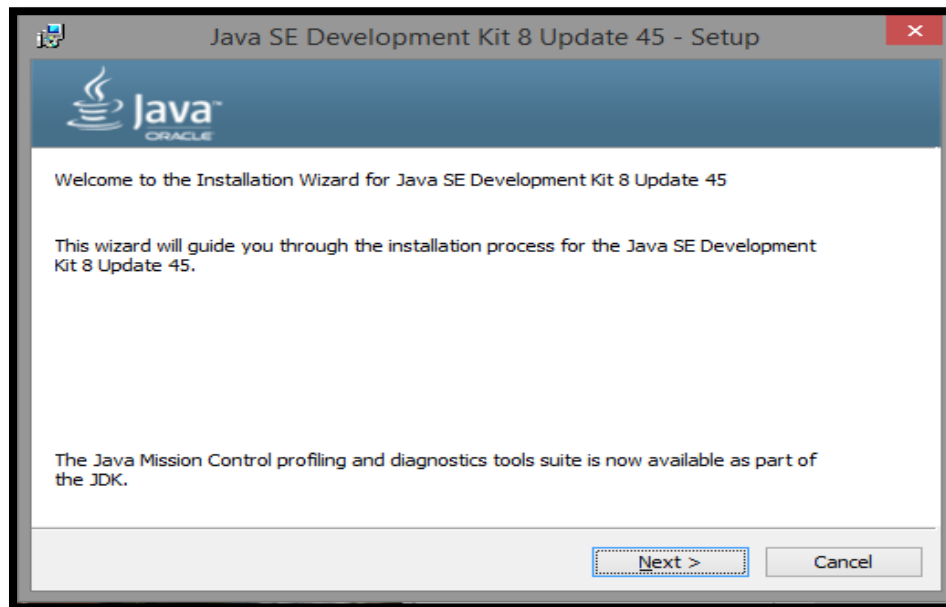 Java SE Development Kit 8 Update 45 - Setup
Java™
ORACLE
Welcome to the Installation Wizard for Java SE Development Kit 8 Update 45
This wizard will guide you through the installation process for the Java SE Development
Kit 8 Update 45.
The Java Mission Control profiling and diagnostics tools suite is now available as part of
the JDK.
Next >
Cancel